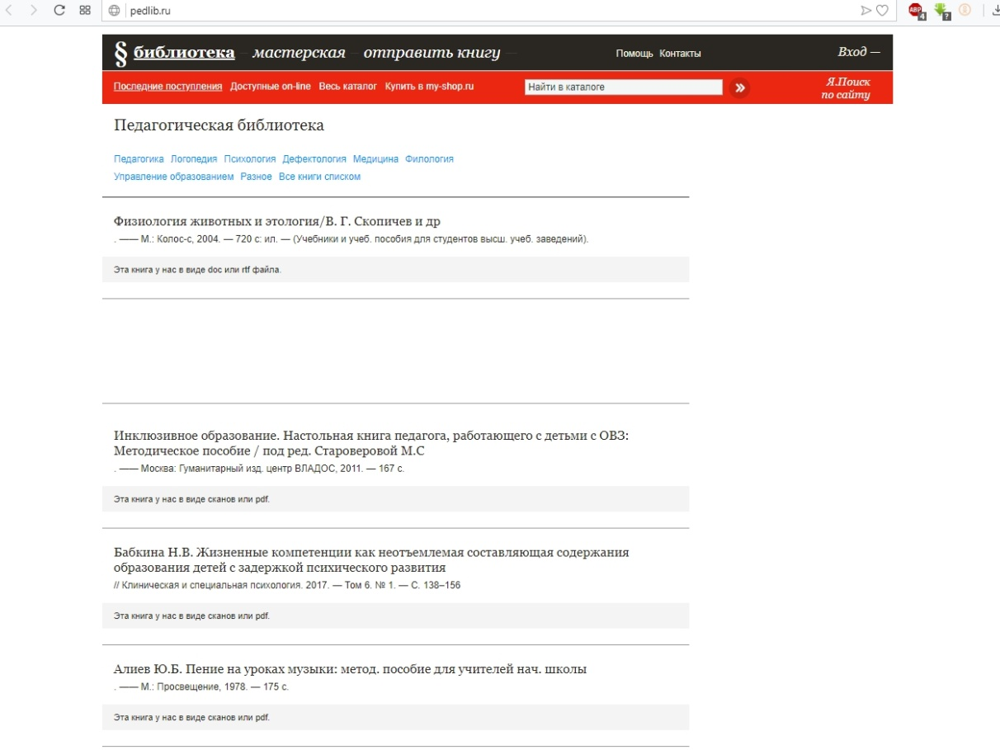 pedlib.ru
ABP 4 ?
§ библиотека — мастерская — отправить книгу — Помощь Контакты Вход —
Последние поступления Доступные on-line Весь каталог Купить в my-shop.ru Найти в каталоге » Я.Поиск
по сайту
Педагогическая библиотека
Педагогика Логопедия Психология Дефектология Медицина Филология
Управление образованием Разное Все книги списком
Физиология животных и этология/В. Г. Скопичев и др
. —— М.: Колос-с, 2004. — 720 с: ил. — (Учебники и учеб. пособия для студентов высш. учеб. заведений).
Эта книга у нас в виде doc или rtf файла.
Инклюзивное образование. Настольная книга педагога, работающего с детьми с ОВЗ:
Методическое пособие / под ред. Староверовой М.С
. —— Москва: Гуманитарный изд. центр ВЛАДОС, 2011. — 167 с.
Эта книга у нас в виде сканов или pdf.
Бабкина Н.В. Жизненные компетенции как неотъемлемая составляющая содержания
образования детей с задержкой психического развития
// Клиническая и специальная психология. 2017. — Том 6. № 1. — С. 138–156
Эта книга у нас в виде сканов или pdf.
Алиев Ю.Б. Пение на уроках музыки: метод. пособие для учителей нач. школы
. —— М.: Просвещение, 1978. — 175 с.
Эта книга у нас в виде сканов или pdf.